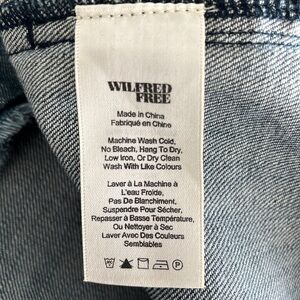 WILFRED
FREE
Made in China
Fabriqué en Chine
Machine Wash Cold,
No Bleach, Hang To Dry,
Low Iron, Or Dry Clean
Wash With Like Colours
Laver à La Machine à
L'eau Froide,
Pas De Blanchiment,
Suspendre Pour Sécher,
Repasser à Basse Température,
Ou Nettoyer à Sec
Laver Avec Des Couleurs
Semblables